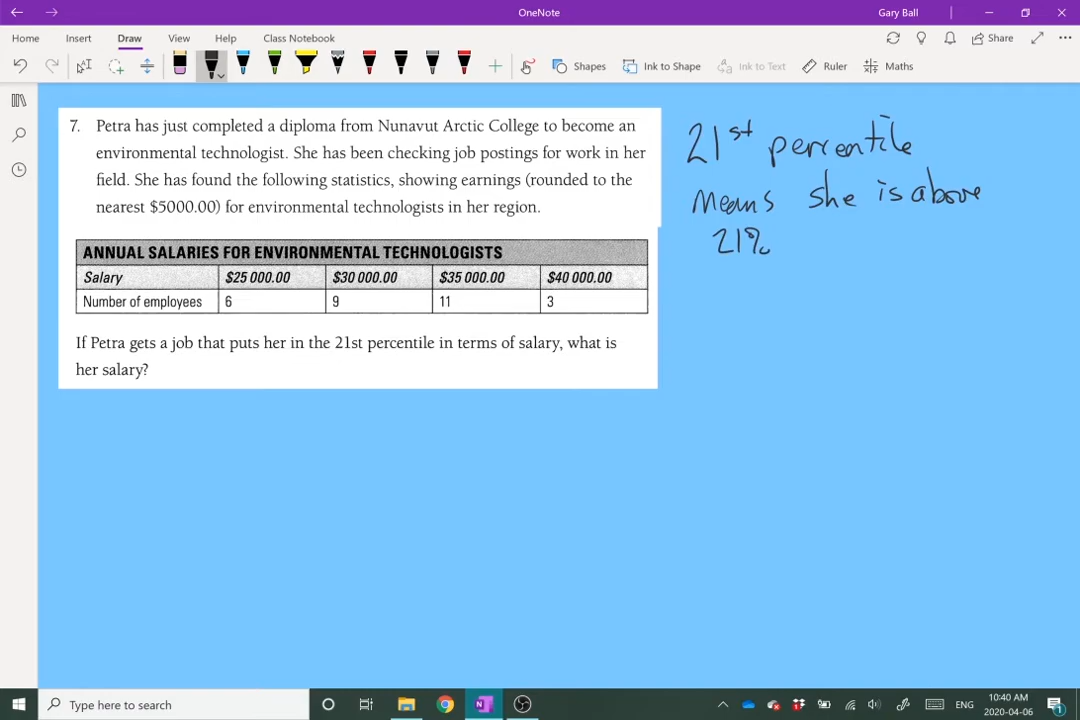 OneNote
Gary Ball
Home Insert Draw View Help Class Notebook
Share
Shapes Ink to Shape Ink to Text Ruler Maths
7. Petra has just completed a diploma from Nunavut Arctic College to become an
environmental technologist. She has been checking job postings for work in her
field. She has found the following statistics, showing earnings (rounded to the
nearest $5000.00) for environmental technologists in her region.
ANNUAL SALARIES FOR ENVIRONMENTAL TECHNOLOGISTS
Salary $25 000.00 $30 000.00 $35 000.00 $40 000.00
Number of employees 6 9 11 3
If Petra gets a job that puts her in the 21st percentile in terms of salary, what is
her salary?
21st percentile
means she is above
21%
Type here to search
ENG
10:40 AM
2020-04-06
1